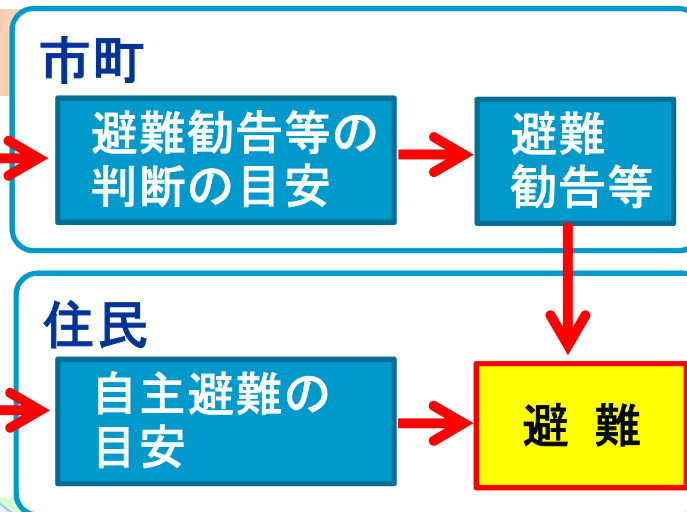 市町
避難勧告等の
判断の目安
避難
勧告等
住民
自主避難の
目安
避 難